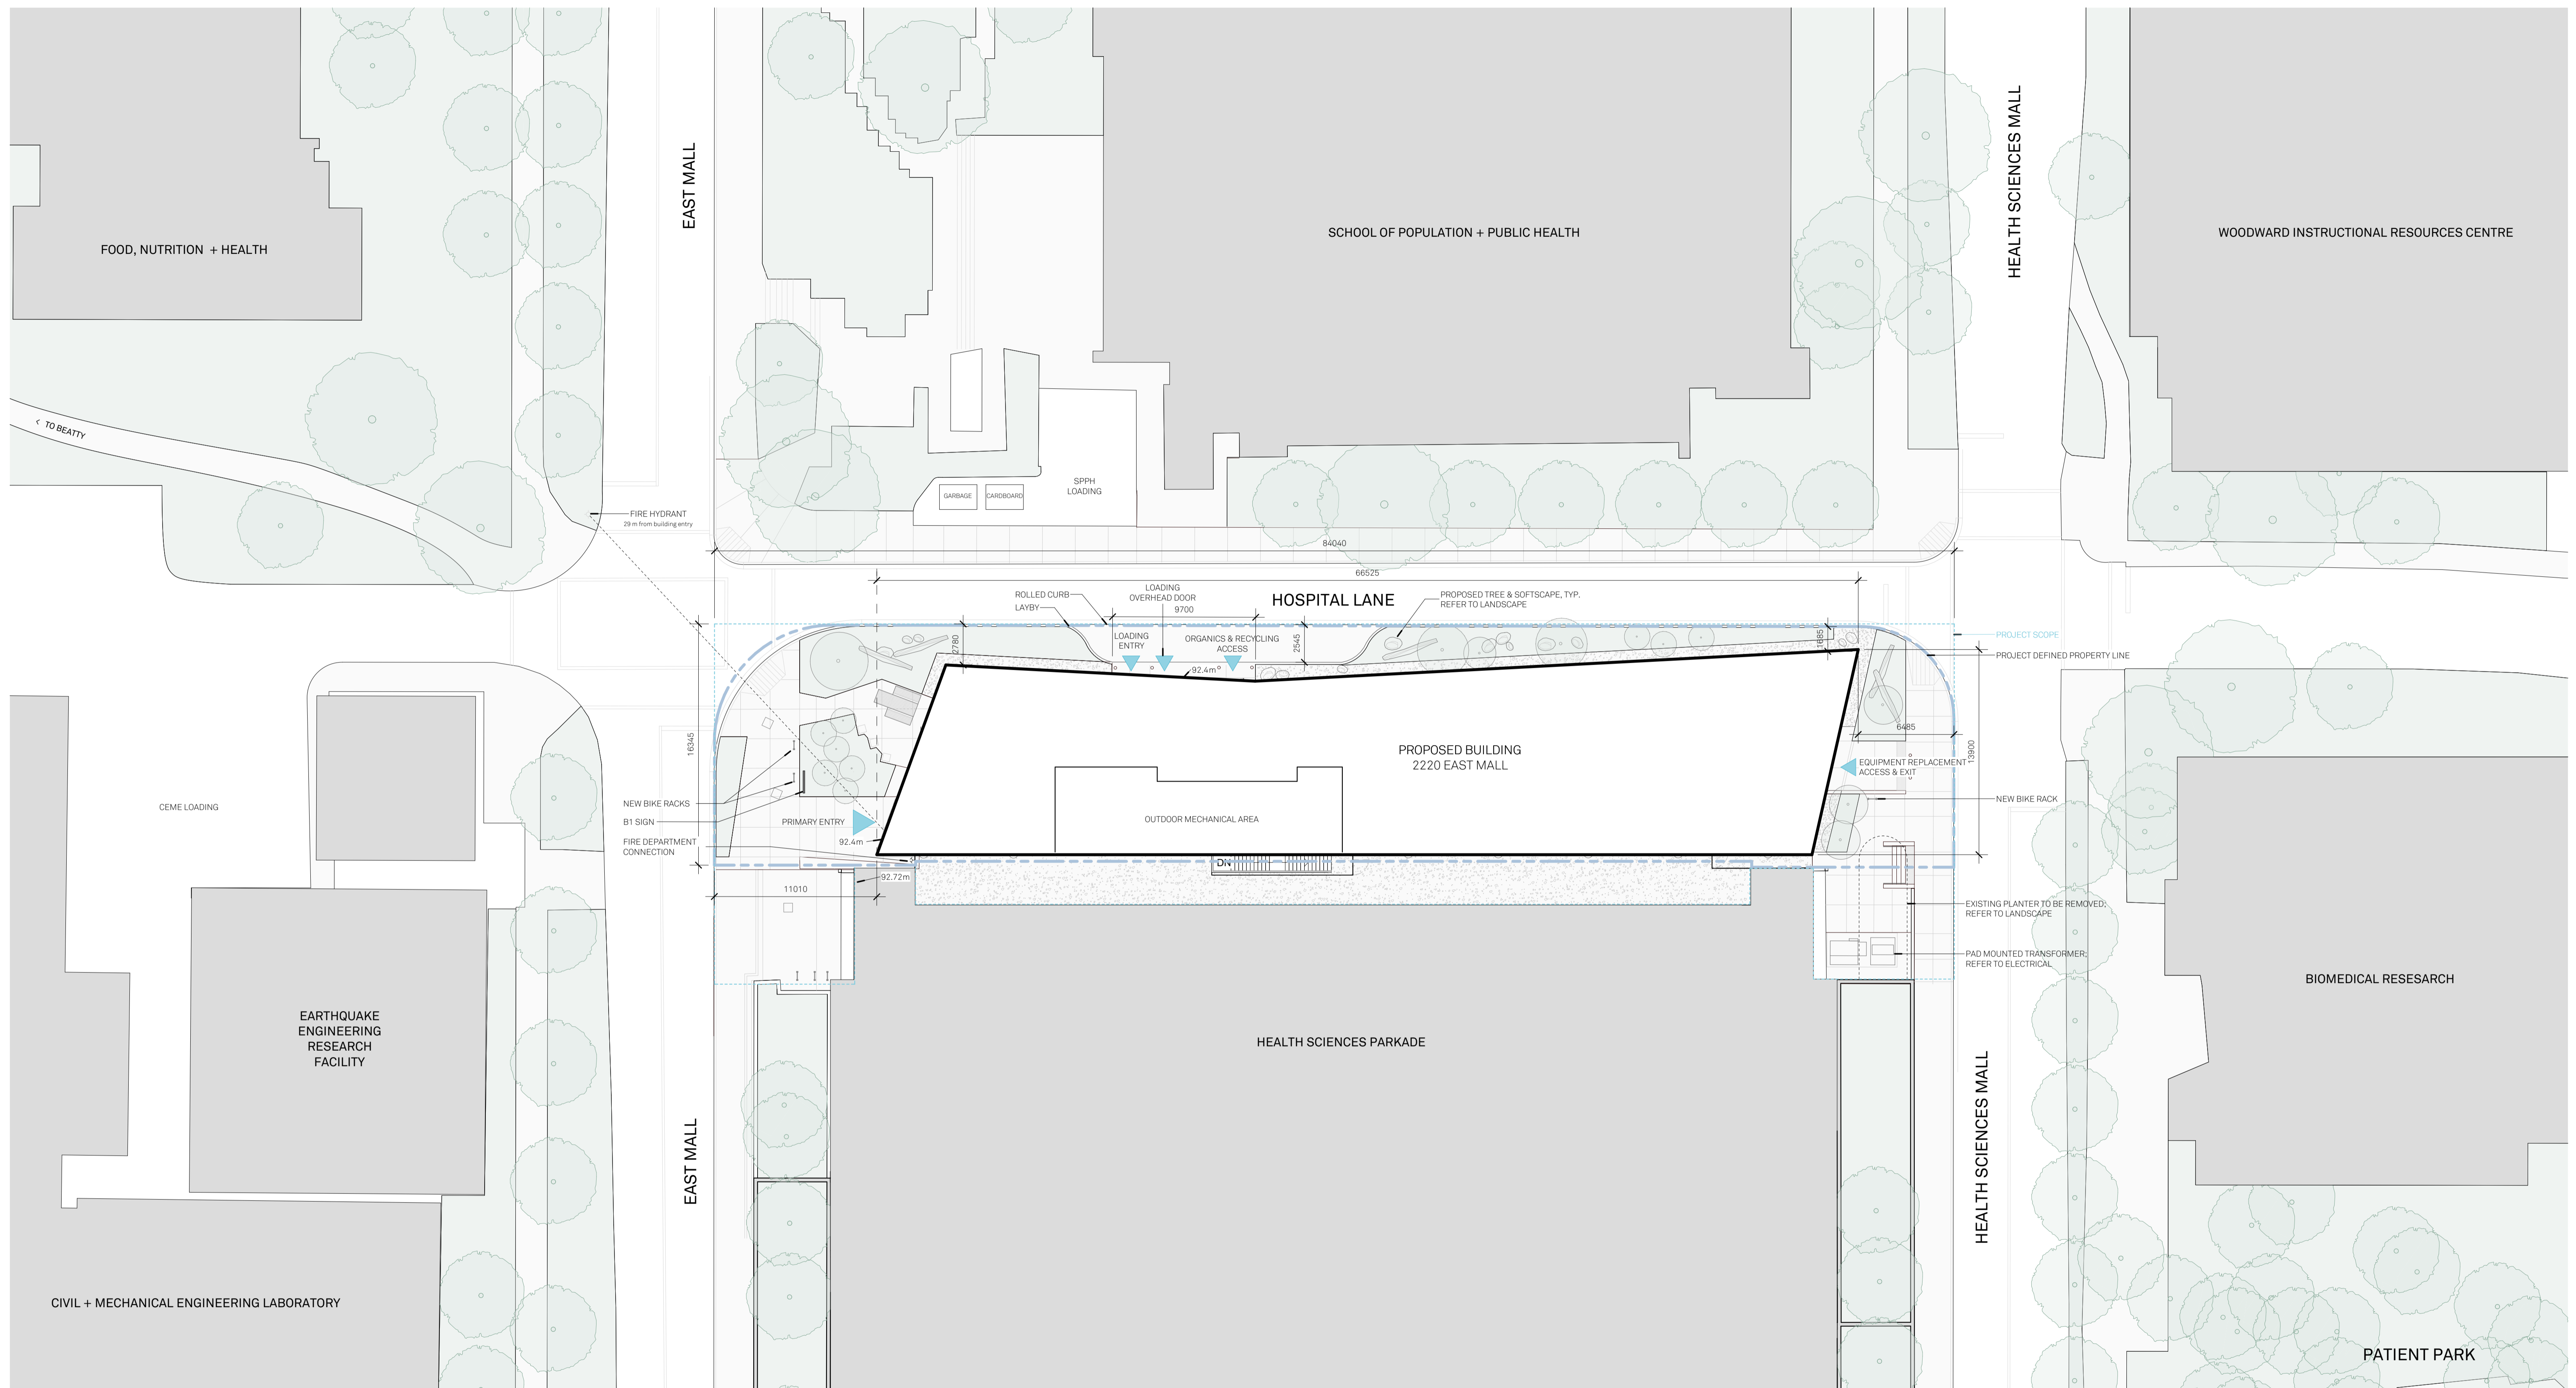 EAST MALL
HEALTH SCIENCES MALL
FOOD, NUTRITION + HEALTH
SCHOOL OF POPULATION + PUBLIC HEALTH
WOODWARD INSTRUCTIONAL RESOURCES CENTRE
< TO BEATTY
SPPH
LOADING
GARBAGE
CARDBOARD
FIRE HYDRANT
29 m from building entry
84040
66525
LOADING
OVERHEAD DOOR
ROLLED CURB
LAYBY
9700
HOSPITAL LANE
PROPOSED TREE & SOFTSCAPE, TYP.
REFER TO LANDSCAPE
LOADING
ENTRY
ORGANICS & RECYCLING
ACCESS
2780
2545
1685
92.4m
PROJECT SCOPE
PROJECT DEFINED PROPERTY LINE
16345
6485
13900
PROPOSED BUILDING
2220 EAST MALL
EQUIPMENT REPLACEMENT
ACCESS & EXIT
CEME LOADING
NEW BIKE RACKS
B1 SIGN
PRIMARY ENTRY
OUTDOOR MECHANICAL AREA
NEW BIKE RACK
92.4m
FIRE DEPARTMENT
CONNECTION
DN
92.72m
11010
EXISTING PLANTER TO BE REMOVED;
REFER TO LANDSCAPE
PAD MOUNTED TRANSFORMER;
REFER TO ELECTRICAL
BIOMEDICAL RESESARCH
EARTHQUAKE
ENGINEERING
RESEARCH
FACILITY
HEALTH SCIENCES PARKADE
EAST MALL
HEALTH SCIENCES MALL
CIVIL + MECHANICAL ENGINEERING LABORATORY
PATIENT PARK